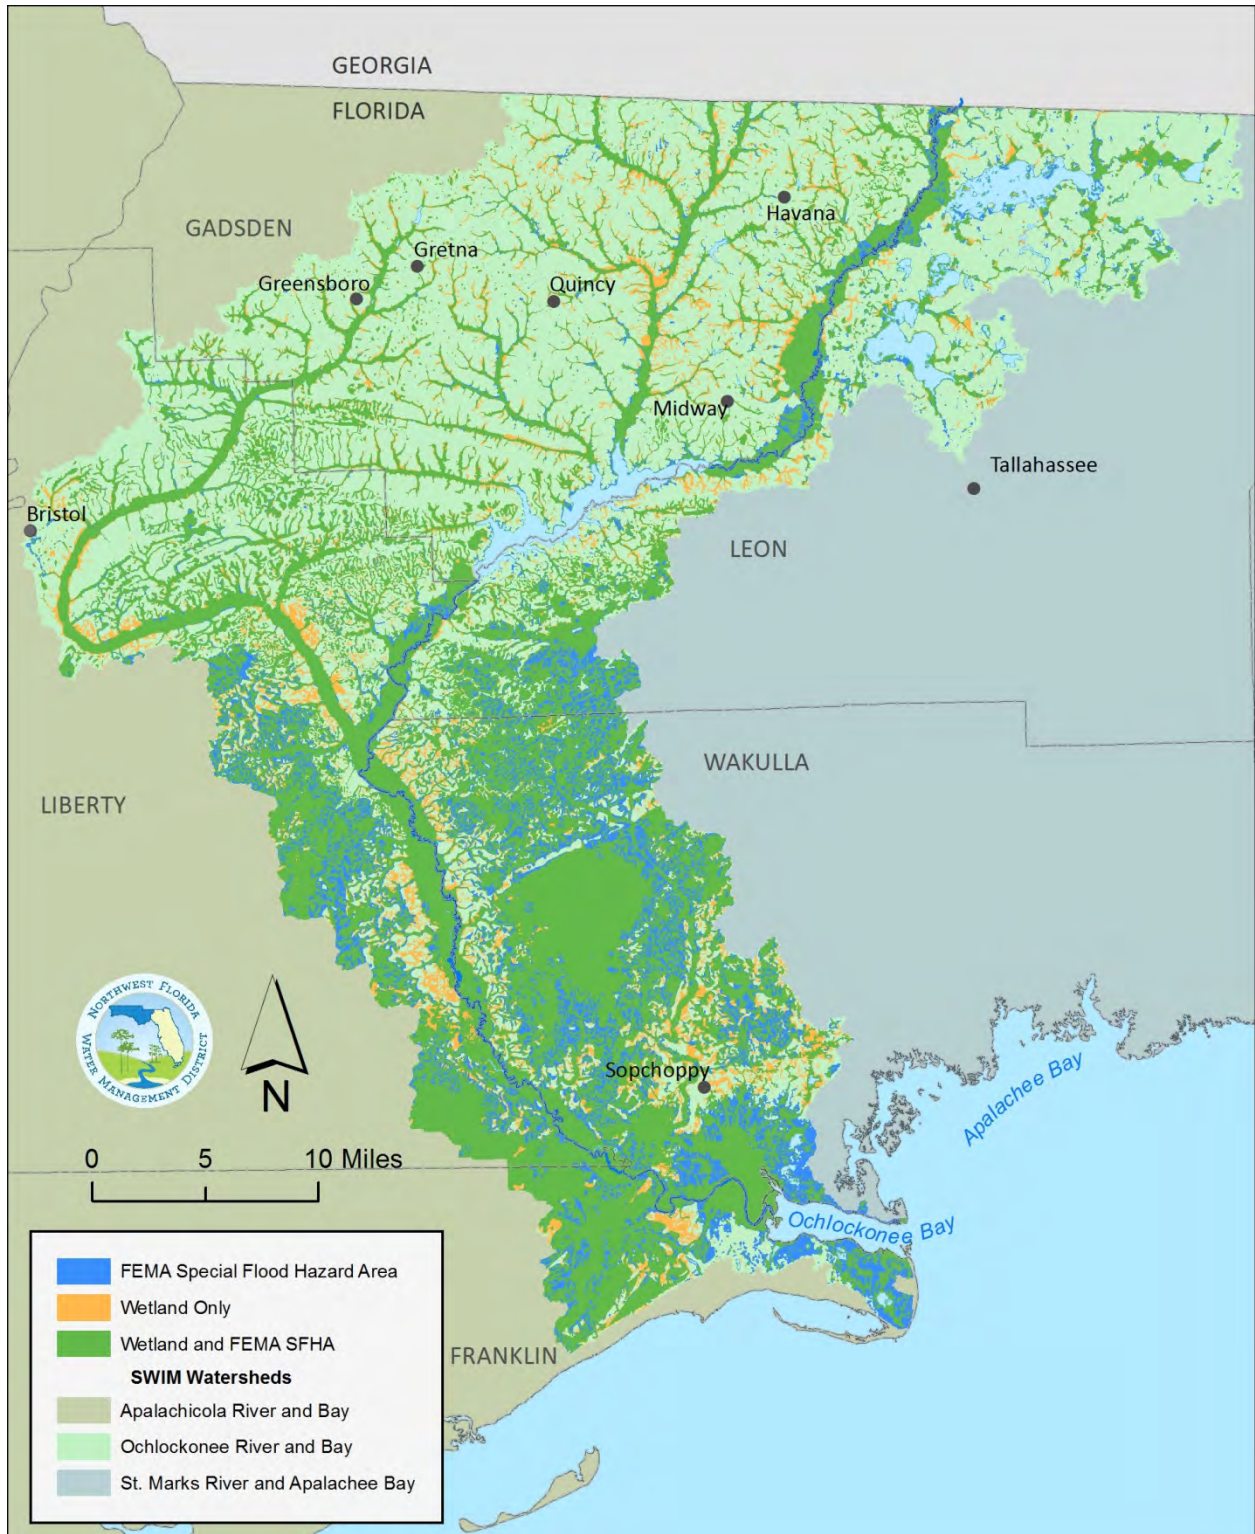 GEORGIA
FLORIDA
GADSDEN
Havana
Gretna
Greensboro
Quincy
Midway
Tallahassee
Bristol
LEON
WAKULLA
LIBERTY
NORTHWEST FLORIDA
WATER MANAGEMENT DISTRICT
N
Sopchoppy
Apalachee Bay
0 5 10 Miles
Ochlockonee Bay
FRANKLIN
FEMA Special Flood Hazard Area
Wetland Only
Wetland and FEMA SFHA
SWIM Watersheds
Apalachicola River and Bay
Ochlockonee River and Bay
St. Marks River and Apalachee Bay